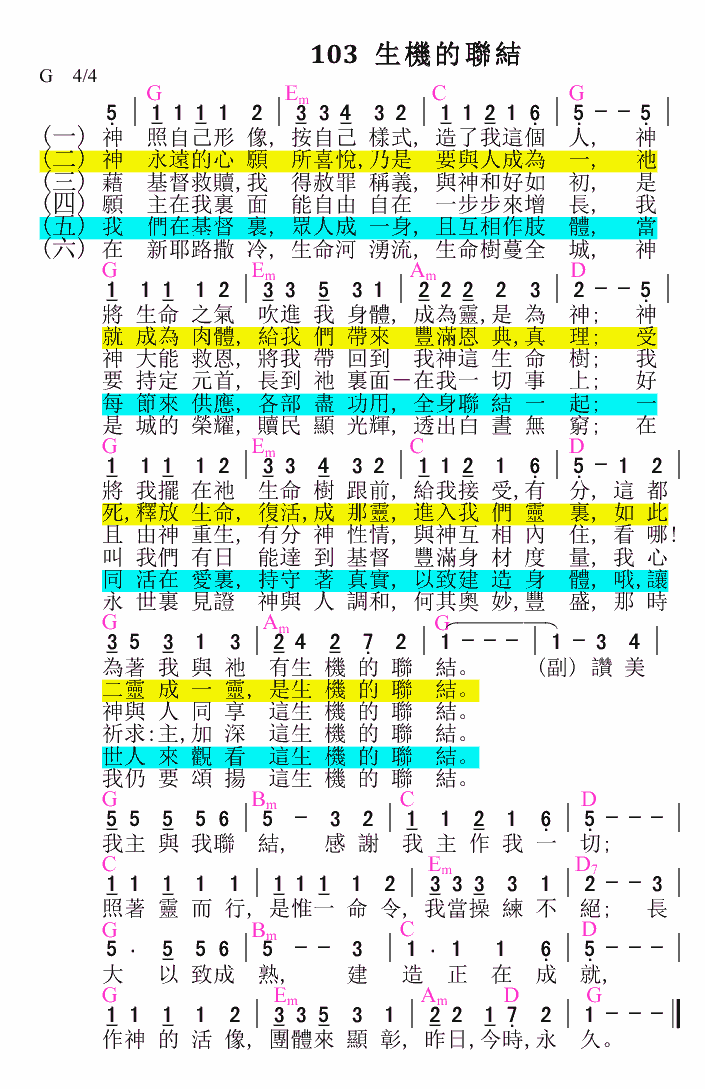 103 生機的聯結
G 4/4
G Em C G
5 | 1 1 1 1 2 | 3 3 4 3 2 | 1 1 2 1 6 | 5 - - 5 |
(一) 神 照自己形 像, 按自己 樣式, 造了我這個 人, 神
(二) 神 永遠的心 願 所喜悅,乃是 要與人成為 一, 祂
(三) 藉 基督救贖,我 得赦罪 稱義, 與神和好如 初, 是
(四) 願 主在我裏 面 能自由 自在 一步步來增 長, 我
(五) 我 們在基督 裏, 眾人成 一身, 且互相作肢 體, 當
(六) 在 新耶路撒 冷, 生命河 湧流, 生命樹蔓全 城, 神
G Em Am D
1 1 1 1 2 | 3 3 5 3 1 | 2 2 2 2 3 | 2 - - 5 |
將 生命 之氣 吹進 我 身體, 成為靈,是 為 神; 神
就 成為 肉體, 給我 們 帶來 豐滿恩 典,真 理; 受
神 大能 救恩, 將我 帶 回到 我神這 生 命 樹; 我
要 持定 元首, 長到 祂 裏面－在我一 切 事 上; 好
每 節來 供應, 各部 盡 功用, 全身聯 結 一 起; 一
是 城的 榮耀, 贖民 顯 光輝, 透出白 晝 無 窮; 在
G Em C D
1 1 1 1 2 | 3 3 4 3 2 | 1 1 2 1 6 | 5 - 1 2 |
將 我擺 在祂 生命 樹 跟前, 給我接 受,有 分, 這 都
死,釋放 生命, 復活,成 那靈, 進入我 們 靈 裏, 如 此
且 由神 重生, 有分 神 性情, 與神互 相 內 住, 看 哪!
叫 我們 有日 能達 到 基督 豐滿身 材 度 量, 我 心
同 活在 愛裏, 持守 著 真實, 以致建 造 身 體, 哦,讓
永 世裏 見證 神與 人 調和, 何其奧 妙,豐 盛, 那 時
G Am G
3 5 3 1 3 | 2 4 2 7 2 | 1 - - - | 1 - 3 4 |
為著 我 與 祂 有生 機 的 聯 結。 (副) 讚 美
二靈 成 一 靈, 是生 機 的 聯 結。
神與 人 同 享 這生 機 的 聯 結。
祈求:主,加 深 這生 機 的 聯 結。
世人 來 觀 看 這生 機 的 聯 結。
我仍 要 頌 揚 這生 機 的 聯 結。
G Bm C D
5 5 5 5 6 | 5 - 3 2 | 1 1 2 1 6 | 5 - - - |
我主 與 我聯 結, 感 謝 我 主 作 我 一 切;
C Em D7
1 1 1 1 1 | 1 1 1 1 2 | 3 3 3 3 1 | 2 - - 3 |
照著 靈 而 行, 是惟一 命 令, 我當操 練 不 絕; 長
G Bm C D
5 · 5 5 6 | 5 - - 3 | 1 · 1 1 6 | 5 - - - |
大 以 致成 熟, 建 造 正 在 成 就,
G Em Am D G
1 1 1 1 2 | 3 3 5 3 1 | 2 2 1 7 2 | 1 - - - ‖
作神 的 活 像, 團體來 顯 彰, 昨日,今時,永 久。